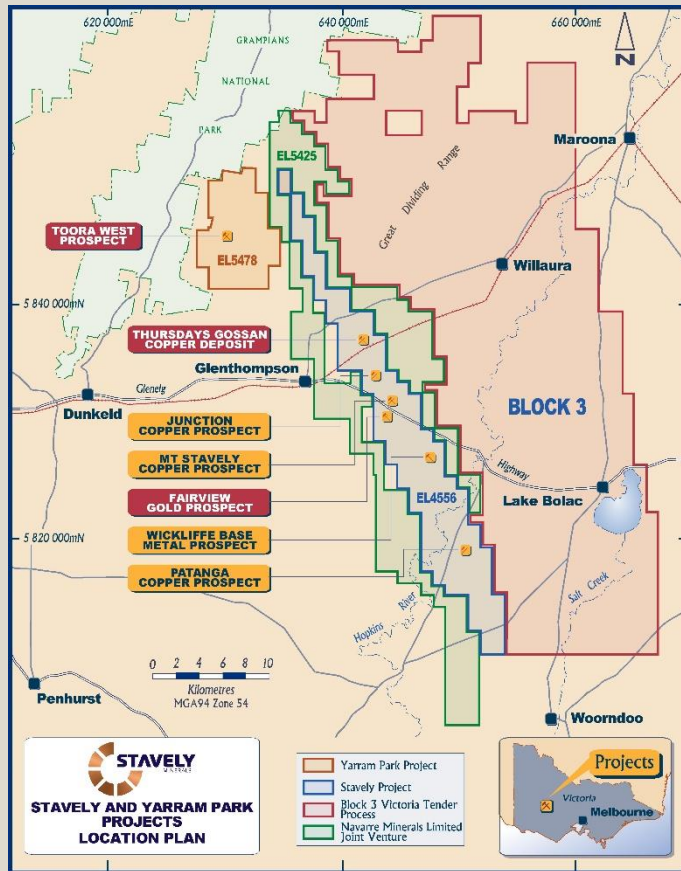 620 000mE
640 000mE
660 000mE
GRAMPIANS
NATIONAL
PARK
N
Maroona
EL5425
Great Dividing Range
TOORA WEST
PROSPECT
EL5478
Willaura
5 840 000mN
THURSDAYS GOSSAN
COPPER DEPOSIT
Glenthompson
Glenelg
Highway
Dunkeld
BLOCK 3
JUNCTION
COPPER PROSPECT
MT STAVELY
COPPER PROSPECT
FAIRVIEW
GOLD PROSPECT
EL4556
Lake Bolac
WICKLIFFE BASE
METAL PROSPECT
5 820 000mN
PATANGA
COPPER PROSPECT
Hopkins River
Salt Creek
0 2 4 6 8 10
Kilometres
MGA94 Zone 54
Penhurst
Woorndoo
STAVELY
MINERALS
STAVELY AND YARRAM PARK
PROJECTS
LOCATION PLAN
Yarram Park Project
Stavely Project
Block 3 Victoria Tender
Process
Navarre Minerals Limited
Joint Venture
Projects
Victoria
Melbourne